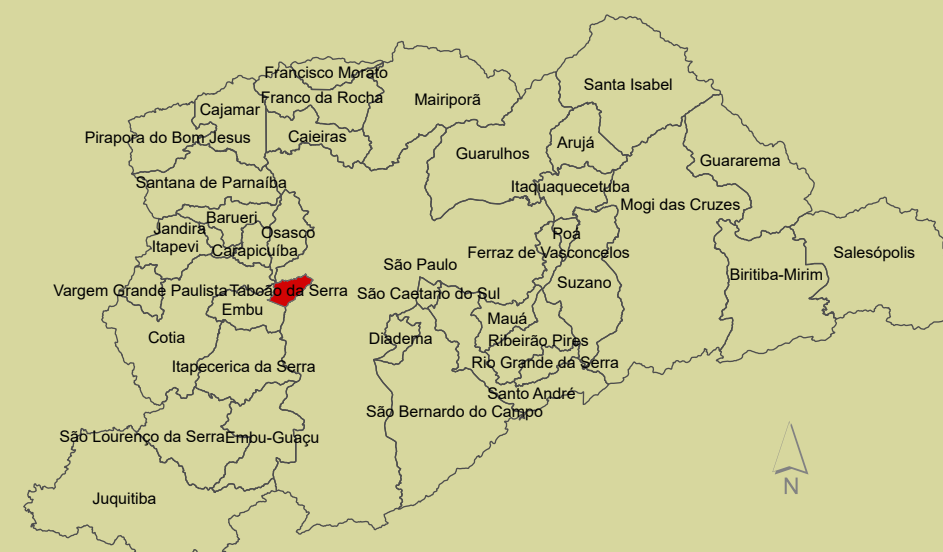 Francisco Morato
Santa Isabel
Franco da Rocha
Mairiporã
Cajamar
Pirapora do Bom Jesus
Caieiras
Arujá
Guarulhos
Guararema
Santana de Parnaíba
Itaquaquecetuba
Mogi das Cruzes
Barueri
Jandira
Osasco
Poá
Itapevi
Carapicuíba
Ferraz de Vasconcelos
Salesópolis
São Paulo
Biritiba-Mirim
Suzano
Vargem Grande Paulista
Taboão da Serra
São Caetano do Sul
Embu
Mauá
Cotia
Diadema
Ribeirão Pires
Itapecerica da Serra
Rio Grande da Serra
Santo André
São Bernardo do Campo
São Lourenço da Serra
Embu-Guaçu
Juquitiba
N